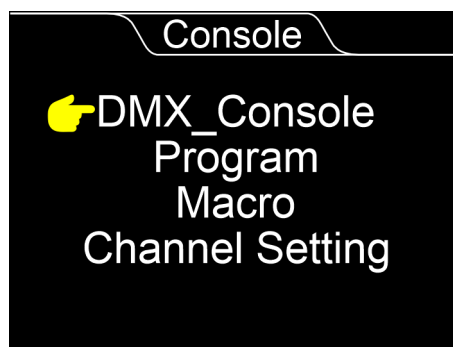 Console
DMX_Console
Program
Macro
Channel Setting